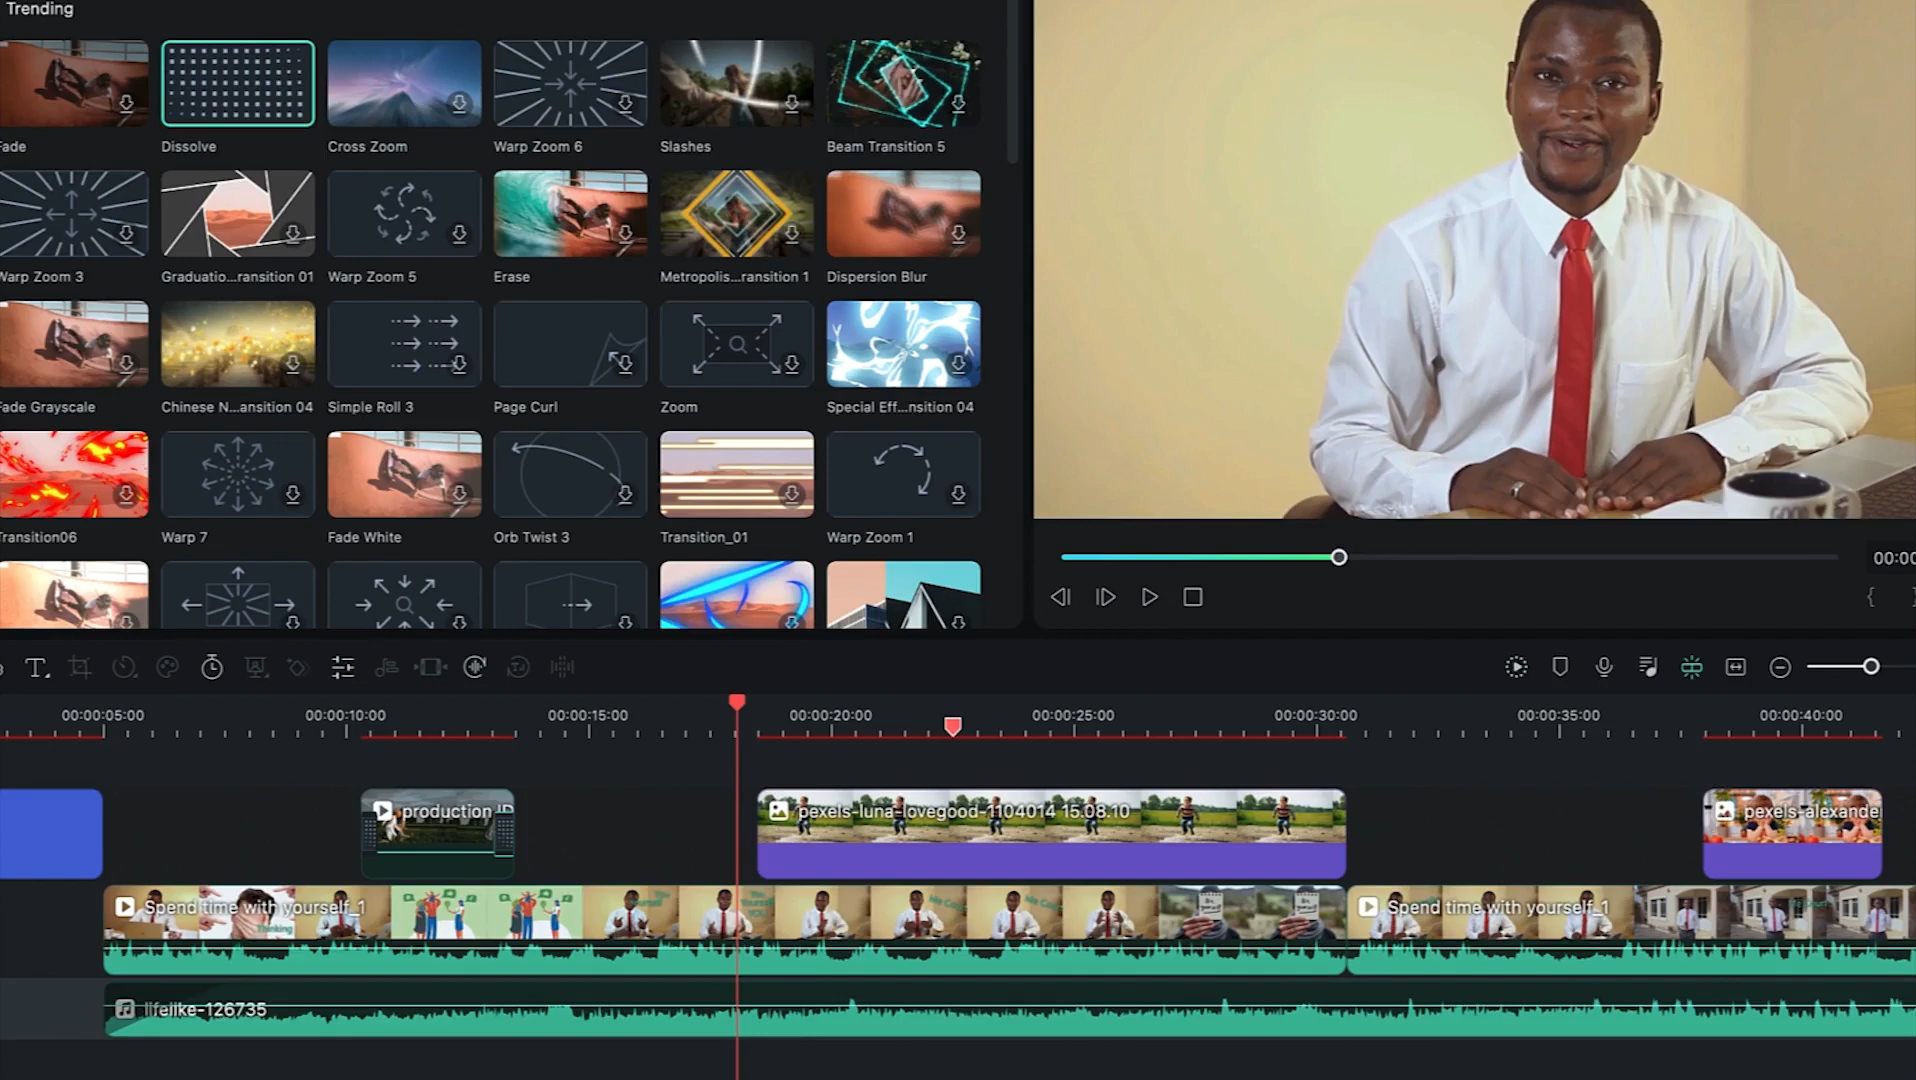 Trending
Fade
Dissolve
Cross Zoom
Warp Zoom 6
Slashes
Beam Transition 5
Warp Zoom 3
Graduatio...ransition 01
Warp Zoom 5
Erase
Metropolis...ransition 1
Dispersion Blur
Fade Grayscale
Chinese N...ansition 04
Simple Roll 3
Page Curl
Zoom
Special Eff...nsition 04
Transition06
Warp 7
Fade White
Orb Twist 3
Transition_01
Warp Zoom 1
00:00
00:00:05:00
00:00:10:00
00:00:15:00
00:00:20:00
00:00:25:00
00:00:30:00
00:00:35:00
00:00:40:00
production ID
pexels-luna-lovegood-1104014 15.08.10
pexels-alexande
Spend time with yourself_1
Thinking
Spend time with yourself_1
lifelike-126735